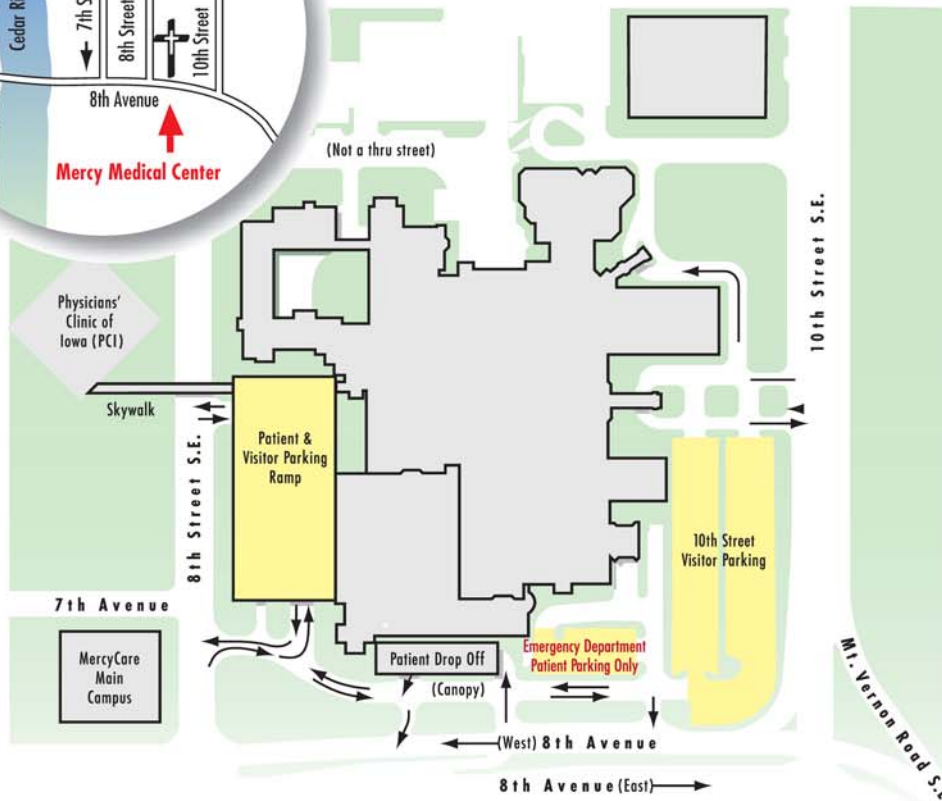 Cedar Ri
7th S
8th Street
10th Street
8th Avenue
Mercy Medical Center
(Not a thru street)
10th Street S.E.
Physicians'
Clinic of
Iowa (PCI)
Skywalk
8th Street S.E.
Patient &
Visitor Parking
Ramp
10th Street
Visitor Parking
7th Avenue
MercyCare
Main
Campus
Patient Drop Off
(Canopy)
Emergency Department
Patient Parking Only
Mt. Vernon Road S.E
(West) 8th Avenue
8th Avenue (East)